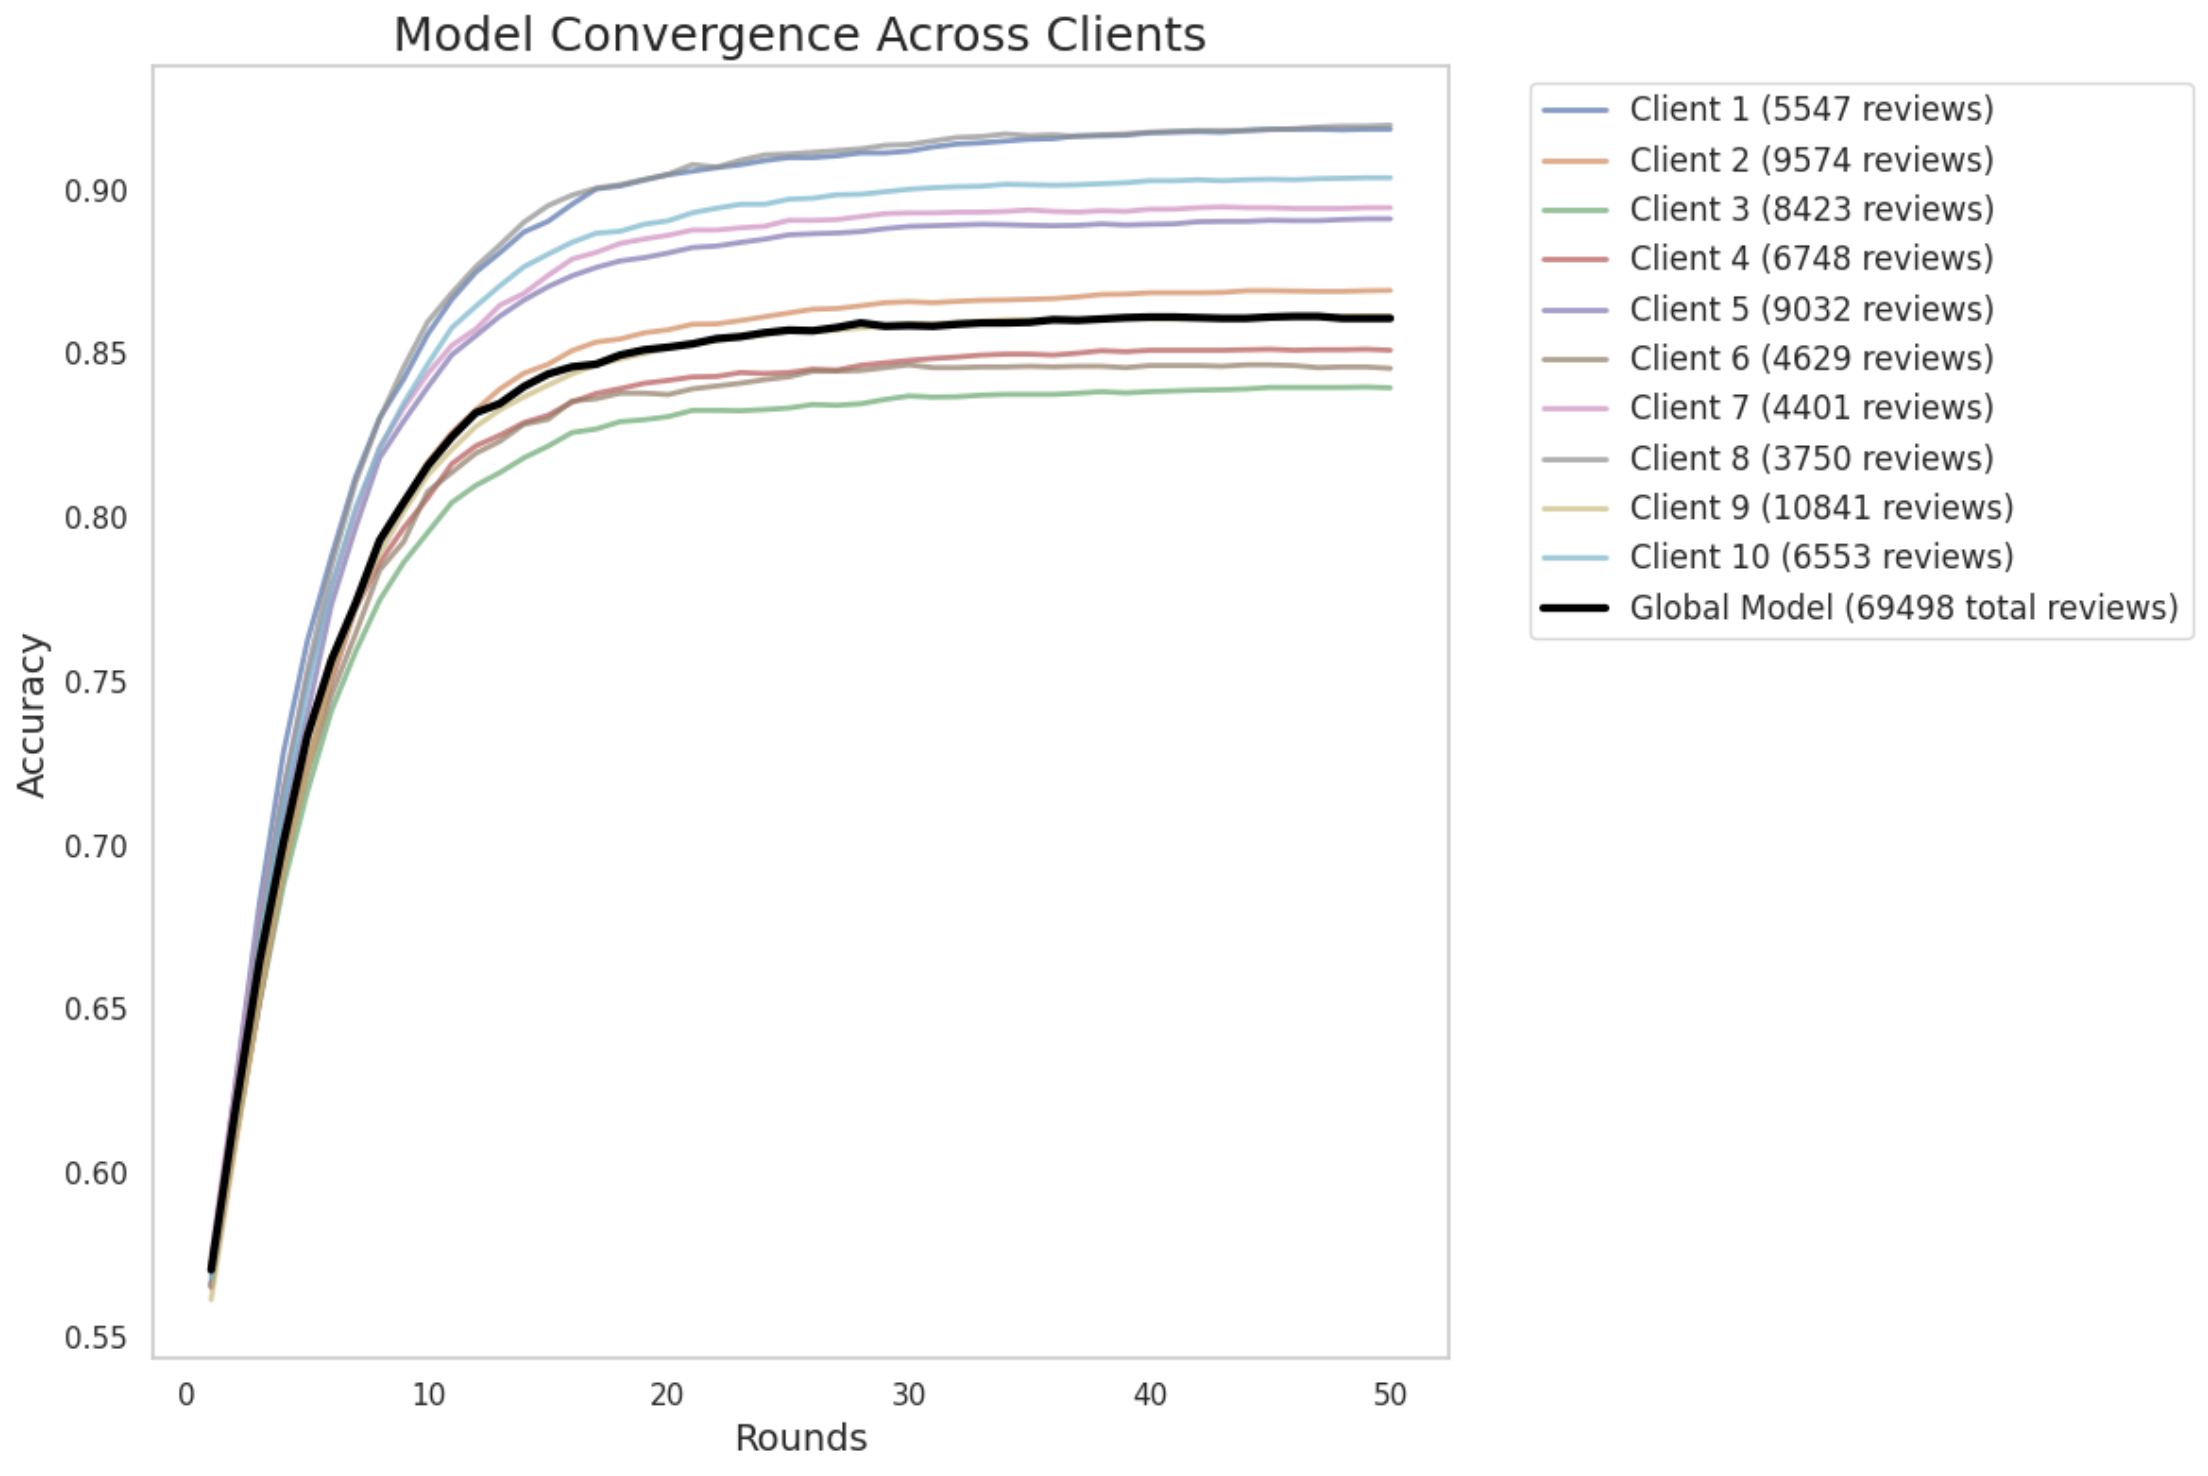 Model Convergence Across Clients
Accuracy
0.90
0.85
0.80
0.75
0.70
0.65
0.60
0.55
0
10
20
30
40
50
Rounds
Client 1 (5547 reviews)
Client 2 (9574 reviews)
Client 3 (8423 reviews)
Client 4 (6748 reviews)
Client 5 (9032 reviews)
Client 6 (4629 reviews)
Client 7 (4401 reviews)
Client 8 (3750 reviews)
Client 9 (10841 reviews)
Client 10 (6553 reviews)
Global Model (69498 total reviews)